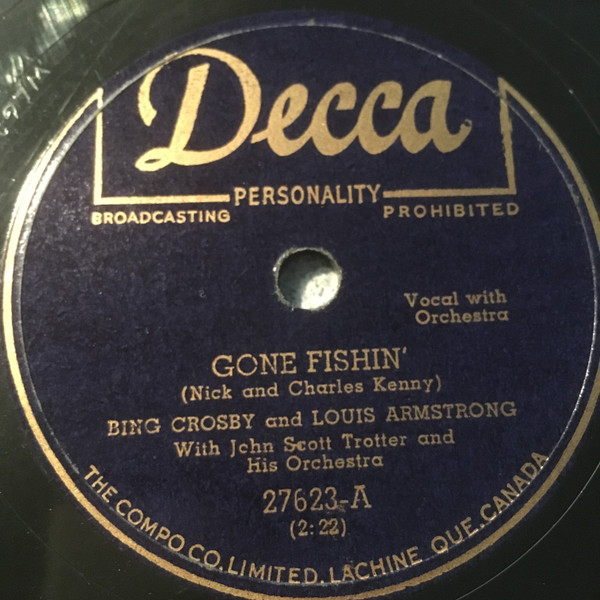 Decca
PERSONALITY
BROADCASTING PROHIBITED
Vocal with
Orchestra
GONE FISHIN'
(Nick and Charles Kenny)
BING CROSBY and LOUIS ARMSTRONG
With John Scott Trotter and
His Orchestra
27623-A
(2:22)
THE COMPO CO. LIMITED, LACHINE QUE. CANADA